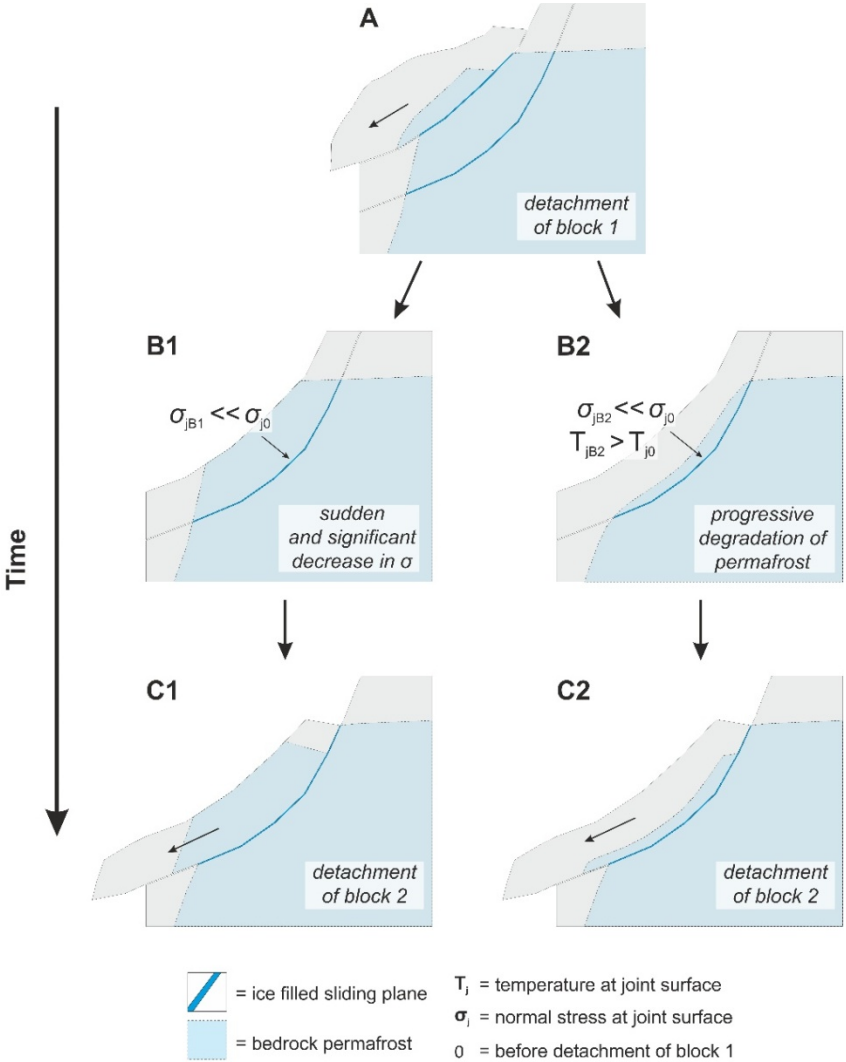 A
detachment
of block 1
Time
B1
σjB1 << σj0
sudden
and significant
decrease in σ
B2
σjB2 << σj0
TjB2 > Tj0
progressive
degradation of
permafrost
C1
detachment
of block 2
C2
detachment
of block 2
= ice filled sliding plane
= bedrock permafrost
Tj = temperature at joint surface
σj = normal stress at joint surface
0 = before detachment of block 1